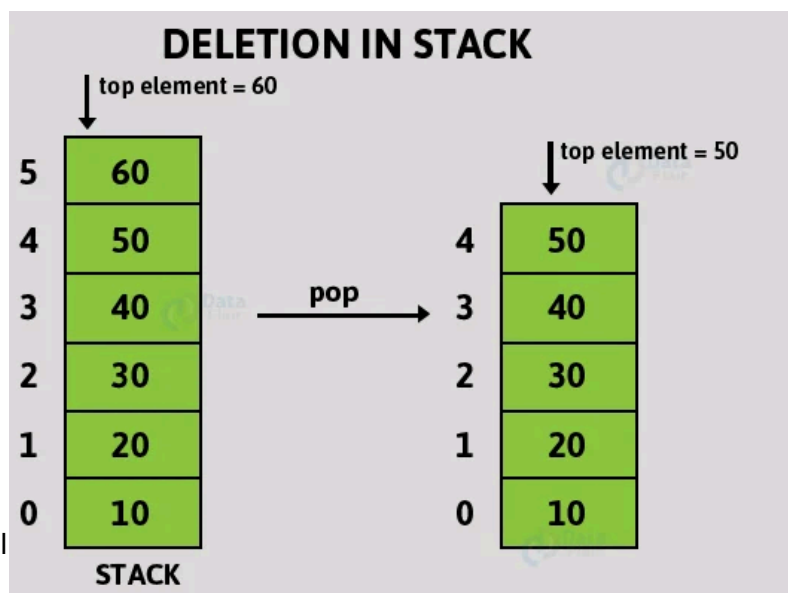 DELETION IN STACK
top element = 60
top element = 50
5 60
4 50 4 50
3 40 pop 3 40
2 30 2 30
1 20 1 20
0 10 0 10
l
STACK
Data